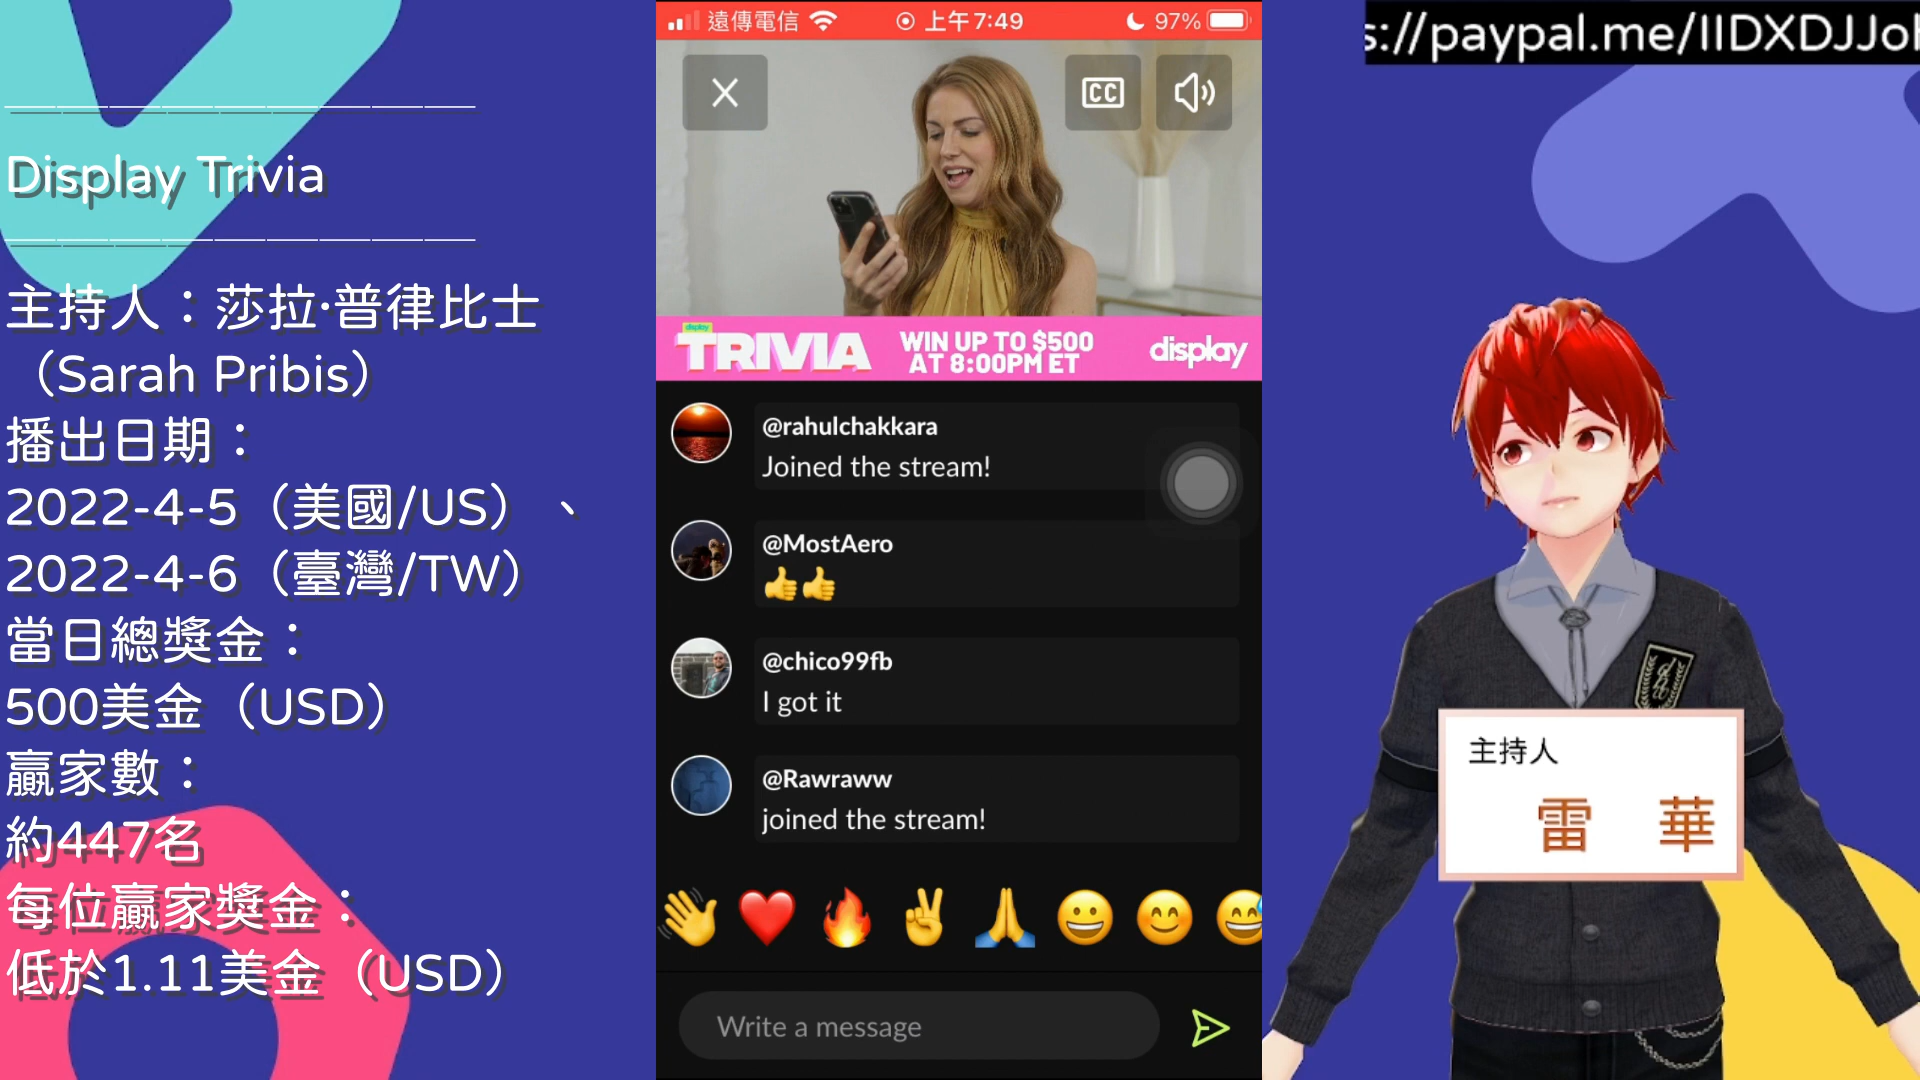 Display Trivia
主持人：莎拉·普律比士
（Sarah Pribis）
播出日期：
2022-4-5（美國/US）、
2022-4-6（臺灣/TW）
當日總獎金：
500美金（USD）
贏家數：
約447名
每位贏家獎金：
低於1.11美金（USD）
遠傳電信
上午7:49
97%
CC
display
TRIVIA
WIN UP TO $500
AT 8:00PM ET
display
@rahulchakkara
Joined the stream!
@MostAero
👍👍
@chico99fb
I got it
@Rawraww
joined the stream!
Write a message
://paypal.me/IIDXDJJo
主持人
雷 華